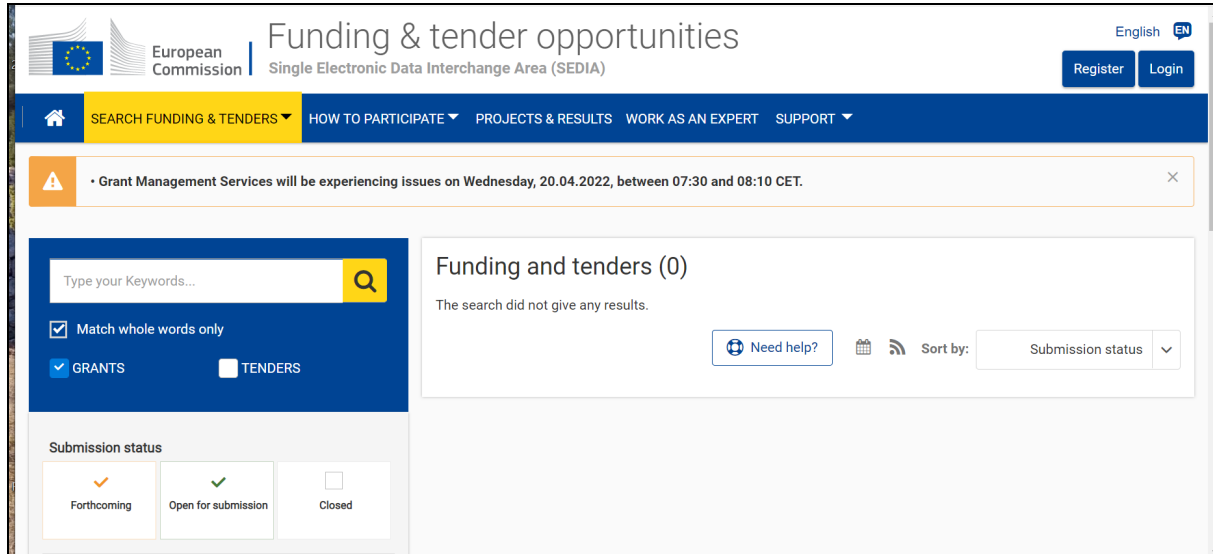 European
Commission
Funding & tender opportunities
Single Electronic Data Interchange Area (SEDIA)
English EN
Register Login
SEARCH FUNDING & TENDERS HOW TO PARTICIPATE PROJECTS & RESULTS WORK AS AN EXPERT SUPPORT
• Grant Management Services will be experiencing issues on Wednesday, 20.04.2022, between 07:30 and 08:10 CET.
Type your Keywords...
Match whole words only
GRANTS TENDERS
Submission status
Forthcoming Open for submission Closed
Funding and tenders (0)
The search did not give any results.
Need help? Sort by: Submission status